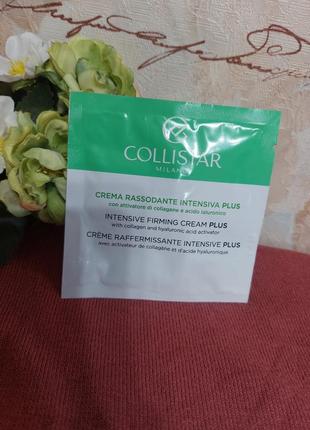 COLLISTAR
MILANO
CREMA RASSODANTE INTENSIVA PLUS
con attivatore di collagene e acido ialuronico
INTENSIVE FIRMING CREAM PLUS
with collagen and hyaluronic acid activator
CRÈME RAFFERMISSANTE INTENSIVE PLUS
avec activateur de collagène et d'acide hyaluronique